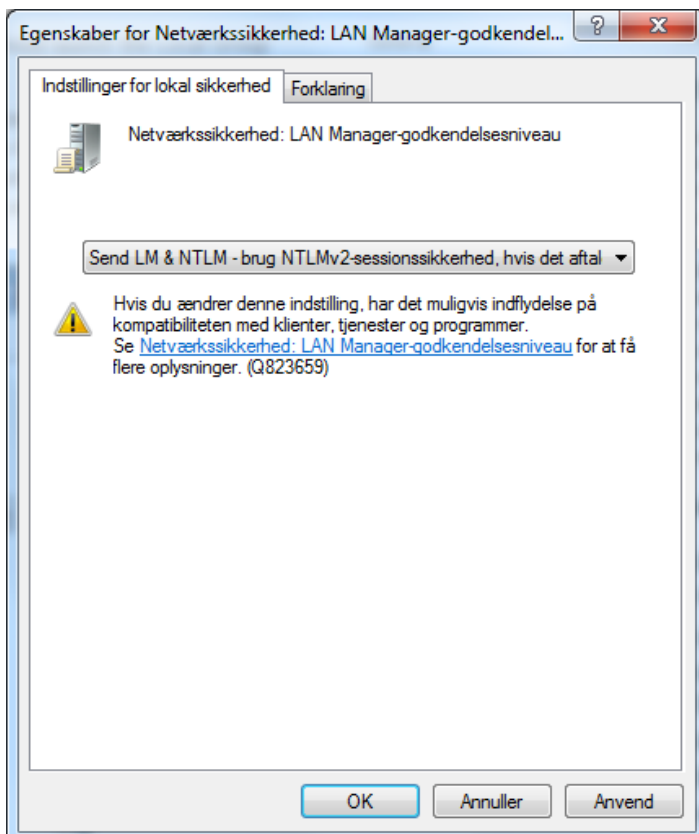 Egenskaber for Netværkssikkerhed: LAN Manager-godkendel...
Indstillinger for lokal sikkerhed
Forklaring
Netværkssikkerhed: LAN Manager-godkendelsesniveau
Send LM & NTLM - brug NTLMv2-sessionssikkerhed, hvis det aftal
Hvis du ændrer denne indstilling, har det muligvis indflydelse på
kompatibiliteten med klienter, tjenester og programmer.
Se Netværkssikkerhed: LAN Manager-godkendelsesniveau for at få
flere oplysninger. (Q823659)
OK
Annuller
Anvend